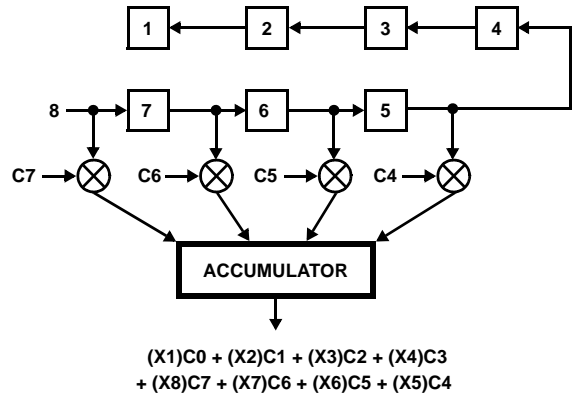 1 2 3 4
8 7 6 5
C7 C6 C5 C4
ACCUMULATOR
(X1)C0 + (X2)C1 + (X3)C2 + (X4)C3
+ (X8)C7 + (X7)C6 + (X6)C5 + (X5)C4